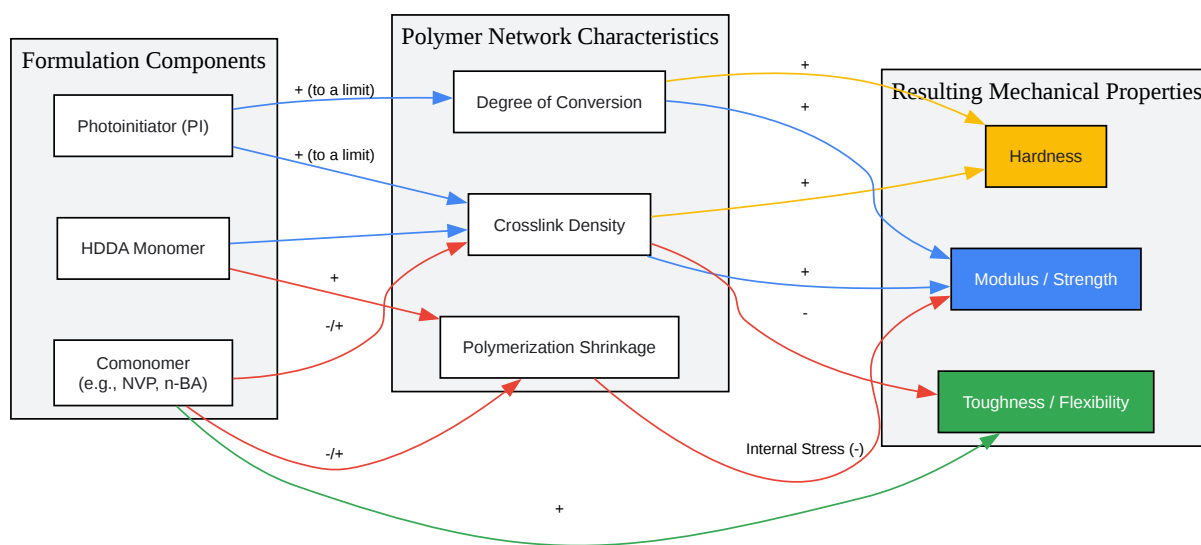 Formulation Components
Photoinitiator (PI)
HDDA Monomer
Comonomer
(e.g., NVP, n-BA)
+ (to a limit)
+ (to a limit)
+
-/+
-/+
Polymer Network Characteristics
Degree of Conversion
Crosslink Density
Polymerization Shrinkage
+
+
+
+
-
Internal Stress (-)
+
Resulting Mechanical Properties
Hardness
Modulus / Strength
Toughness / Flexibility